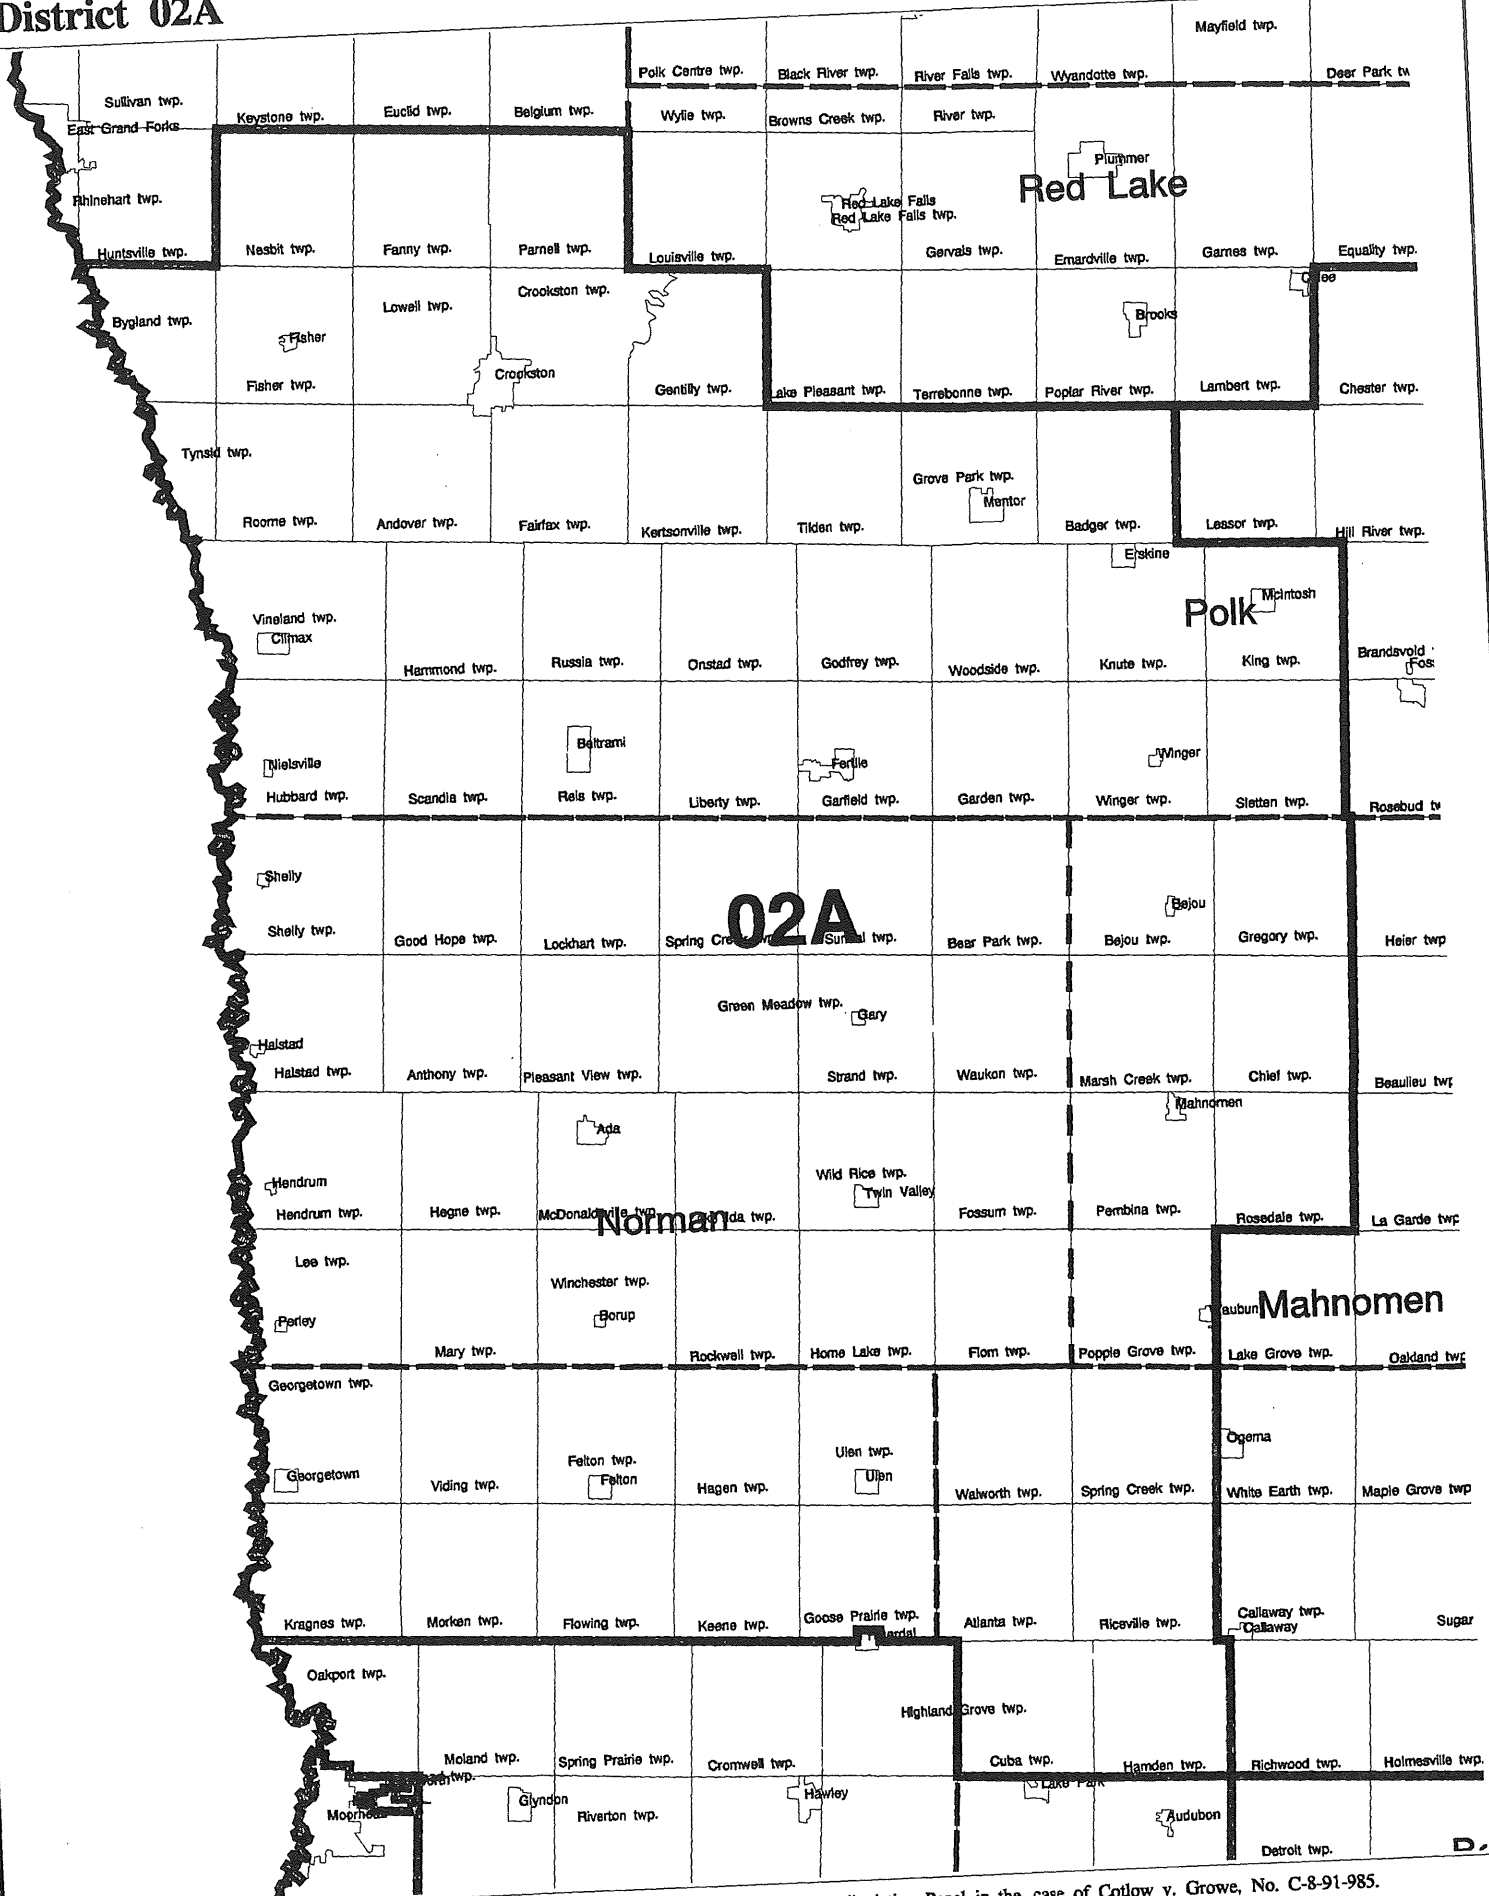 District 02A
Mayfield twp.
Polk Centre twp. Black River twp. River Falls twp. Wyandotte twp. Deer Park
Sullivan twp.
Keystone twp. Euclid twp. Belgium twp. Wylie twp. Browns Creek twp. River twp.
East Grand Forks
Plummer
Red Lake
Rhinehart twp.
Red Lake Falls
Red Lake Falls twp.
Huntsville twp. Nesbit twp. Fanny twp. Parnell twp. Louisville twp. Gervais twp. Emardville twp. Games twp. Equality twp.
Crookston twp.
Lowell twp.
Bygland twp.
Brooks
Fisher
Crookston
Fisher twp. Gentilly twp. Lake Pleasant twp. Terrebonne twp. Poplar River twp. Lambert twp. Chester twp.
Tynsid twp.
Grove Park twp.
Mentor
Roome twp. Andover twp. Fairfax twp. Kertsonville twp. Tilden twp. Badger twp. Lessor twp. Hill River twp.
Erskine
McIntosh
Polk
Vineland twp.
Climax
Hammond twp. Russia twp. Onstad twp. Godfrey twp. Woodside twp. Knute twp. King twp. Brandsvold
Beltrami
Nielsville Fertile Winger
Hubbard twp. Scandia twp. Reis twp. Liberty twp. Garfield twp. Garden twp. Winger twp. Sletten twp. Rosebud
Shelly Bejou
02A
Shelly twp. Good Hope twp. Lockhart twp. Spring twp. Bear Park twp. Bejou twp. Gregory twp. Heier twp
Green Meadow twp.
Gary
Halstad
Halstad twp. Anthony twp. Pleasant View twp. Strand twp. Waukon twp. Marsh Creek twp. Chief twp. Beaulieu
Mahnomen
Ada
Wild Rice twp.
Hendrum Twin Valley
Hendrum twp. Hegne twp. twp. Fossum twp. Pembina twp. Rosedale twp. La Garde
Norman
Lee twp.
Winchester twp.
Mahnomen
Perley Borup
Mary twp. Rockwell twp. Home Lake twp. Flom twp. Popple Grove twp. Lake Grove twp. Oakland
Georgetown twp.
Ogema
Felton twp. Ulen twp.
Georgetown Felton Ulen
Viding twp. Hagen twp. Walworth twp. Spring Creek twp. White Earth twp. Maple Grove twp
Kragnes twp. Morken twp. Flowing twp. Keene twp. Goose Prairie twp. Atlanta twp. Riceville twp. Callaway twp. Sugar
Callaway
Oakport twp.
Highland Grove twp.
Moland twp. Spring Prairie twp. Cromwell twp. Cuba twp. Hamden twp. Richwood twp. Holmesville twp.
twp. Lake Park
Glyndon Hawley
Riverton twp. Audubon
Detroit twp.
in the case of Cotlow v. Growe, No. C-8-91-985.